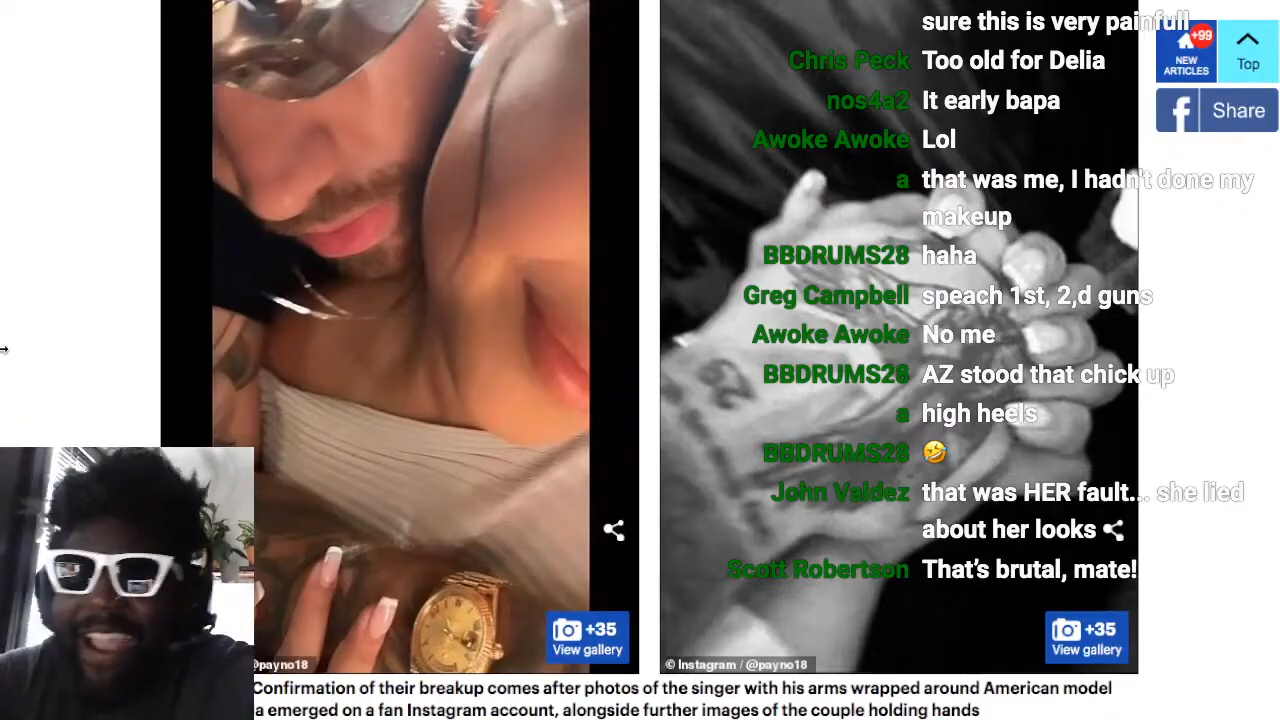 sure this is very painfull
Chris Peck Too old for Delia
nos4a2 It early bapa
Awoke Awoke Lol
a that was me, I hadn't done my
makeup
BBDRUMS28 haha
Greg Campbell speach 1st, 2,d guns
Awoke Awoke No me
BBDRUMS28 AZ stood that chick up
a high heels
BBDRUMS28 🤣
John Valdez that was HER fault... she lied
about her looks
Scott Robertson That's brutal, mate!
+99
NEW
ARTICLES
Top
f Share
+35
View gallery
+35
View gallery
@payno18
© Instagram / @payno18
Confirmation of their breakup comes after photos of the singer with his arms wrapped around American model
a emerged on a fan Instagram account, alongside further images of the couple holding hands